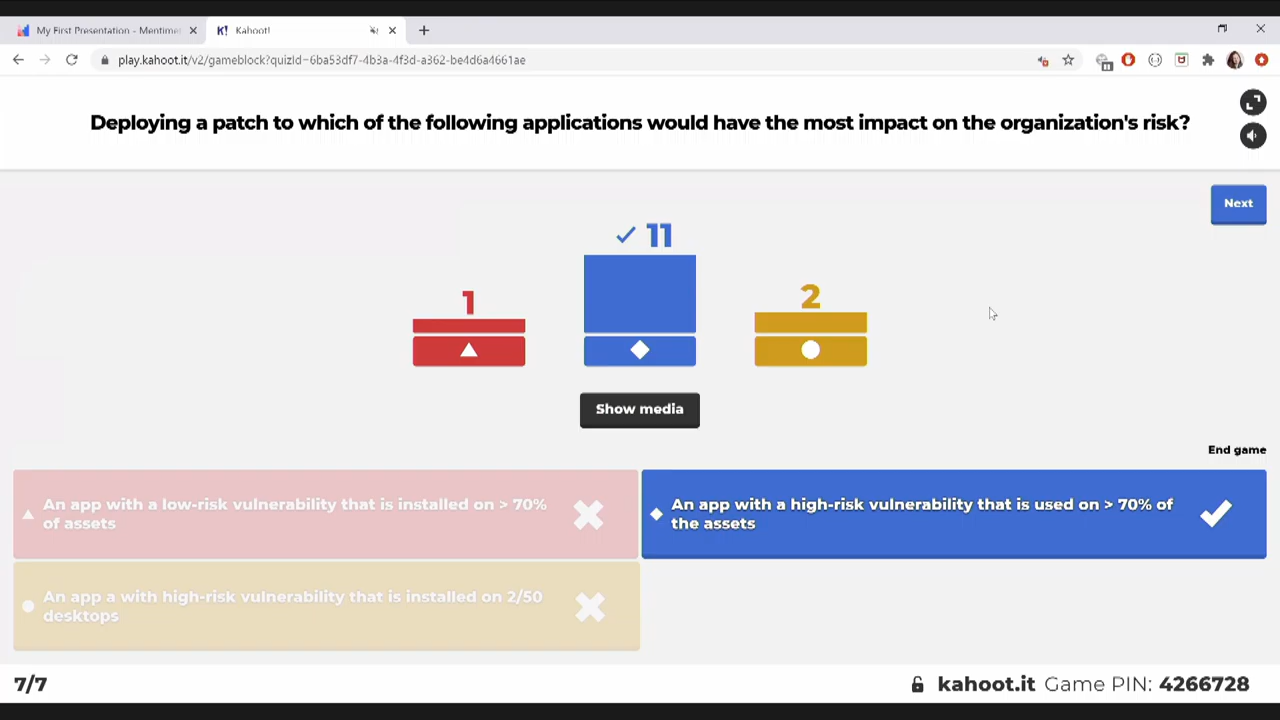 My First Presentation - Mentime
Kahoot!
play.kahoot.it/v2/gameblock?quizId=6ba53df7-4b3a-4f3d-a362-be4d6a4661ae
Deploying a patch to which of the following applications would have the most impact on the organization's risk?
Next
11
1
2
Show media
End game
An app with a low-risk vulnerability that is installed on > 70%
of assets
An app with a high-risk vulnerability that is used on > 70% of
the assets
An app a with high-risk vulnerability that is installed on 2/50
desktops
7/7
kahoot.it Game PIN: 4266728